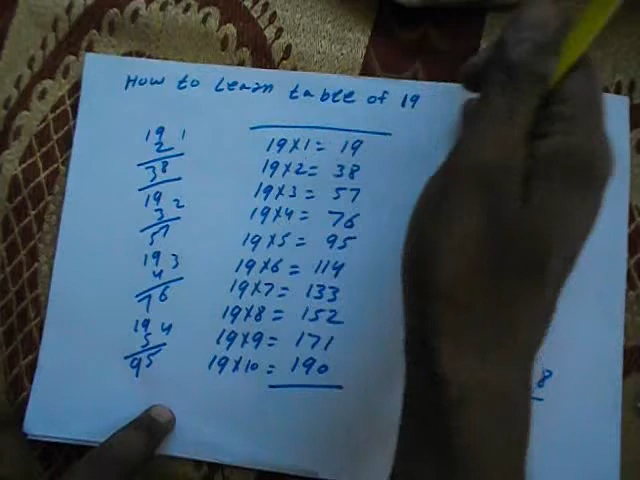 How to Learn table of 19
19 1
2
38
19 2
3
57
19 3
4
76
19 4
5
95
19x1= 19
19x2= 38
19x3= 57
19x4= 76
19x5= 95
19x6= 114
19x7= 133
19x8= 152
19x9= 171
19x10= 190
8